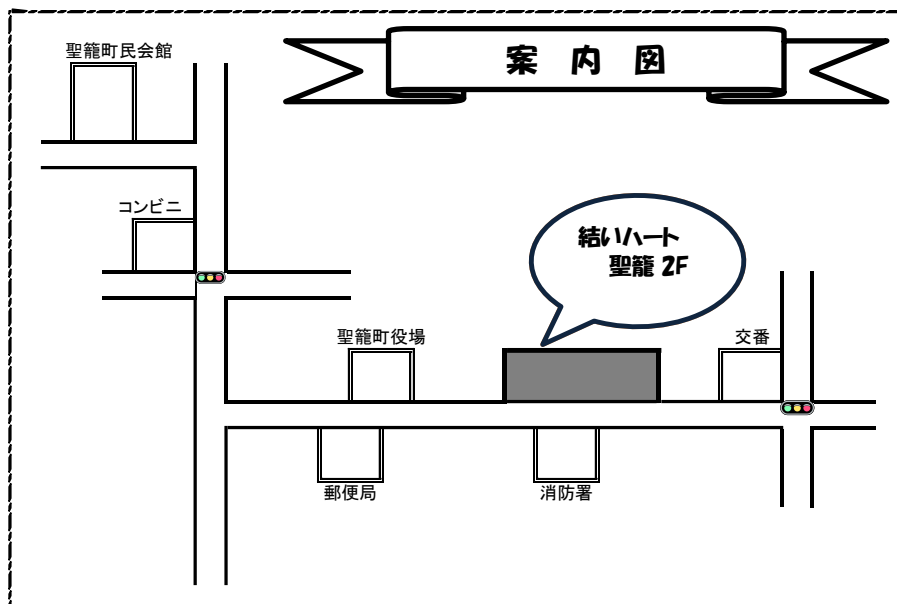 案内図
聖籠町民会館
コンビニ
結いハート
聖籠 2F
聖籠町役場
交番
郵便局
消防署